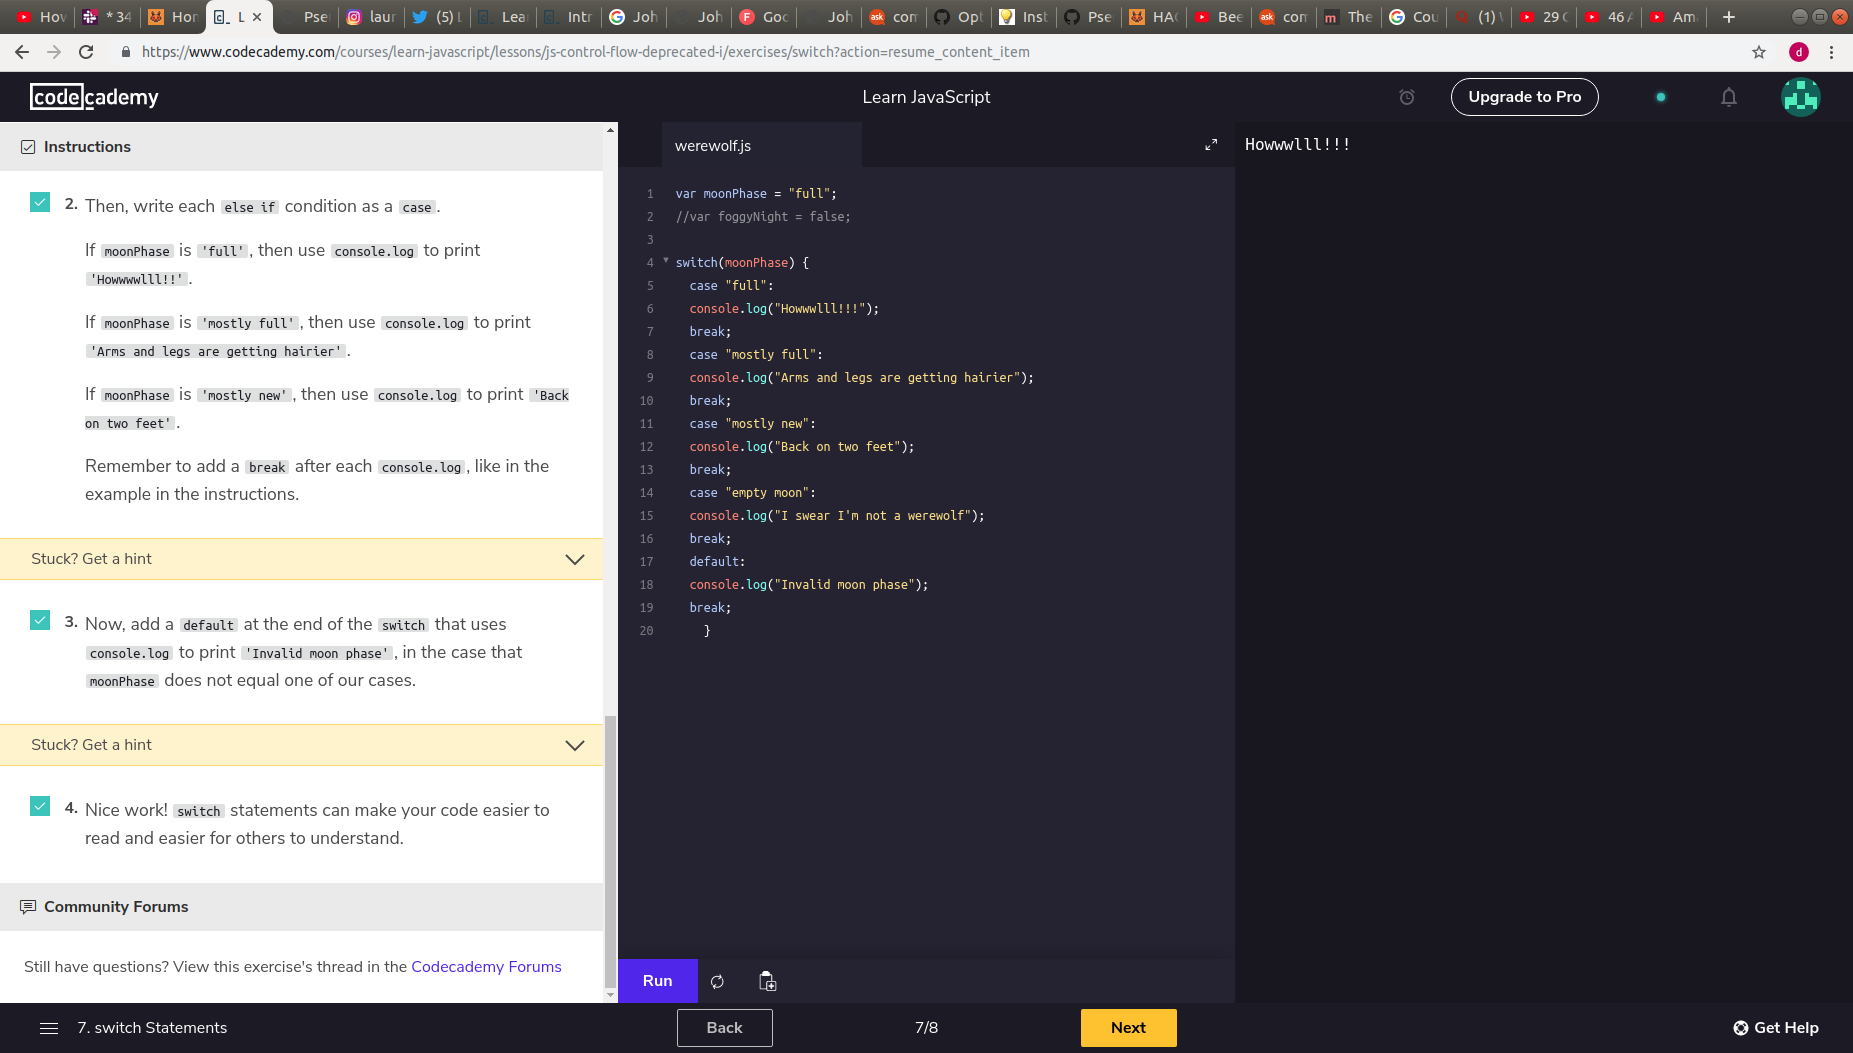 Hov
* 34
Hor
L
Pse
laur
(5) L
Lea
Intr
Joh
Joh
Goc
Joh
con
Opt
Inst
Pse
HAC
Bee
con
The
Cou
(1) \
29 C
46 A
Am
https://www.codecademy.com/courses/learn-javascript/lessons/js-control-flow-deprecated-i/exercises/switch?action=resume_content_item
d
codecademy
Learn JavaScript
Upgrade to Pro
Instructions
2. Then, write each else if condition as a case.
If moonPhase is 'full', then use console.log to print
'Howwwwlll!!'.
If moonPhase is 'mostly full', then use console.log to print
'Arms and legs are getting hairier'.
If moonPhase is 'mostly new', then use console.log to print 'Back
on two feet'.
Remember to add a break after each console.log, like in the
example in the instructions.
Stuck? Get a hint
3. Now, add a default at the end of the switch that uses
console.log to print 'Invalid moon phase', in the case that
moonPhase does not equal one of our cases.
Stuck? Get a hint
4. Nice work! switch statements can make your code easier to
read and easier for others to understand.
Community Forums
Still have questions? View this exercise's thread in the Codecademy Forums
werewolf.js
1 var moonPhase = "full";
2 //var foggyNight = false;
3
4 switch(moonPhase) {
5 case "full":
6 console.log("Howwwlll!!!");
7 break;
8 case "mostly full":
9 console.log("Arms and legs are getting hairier");
10 break;
11 case "mostly new":
12 console.log("Back on two feet");
13 break;
14 case "empty moon":
15 console.log("I swear I'm not a werewolf");
16 break;
17 default:
18 console.log("Invalid moon phase");
19 break;
20 }
Howwwlll!!!
Run
7. switch Statements
Back
7/8
Next
Get Help